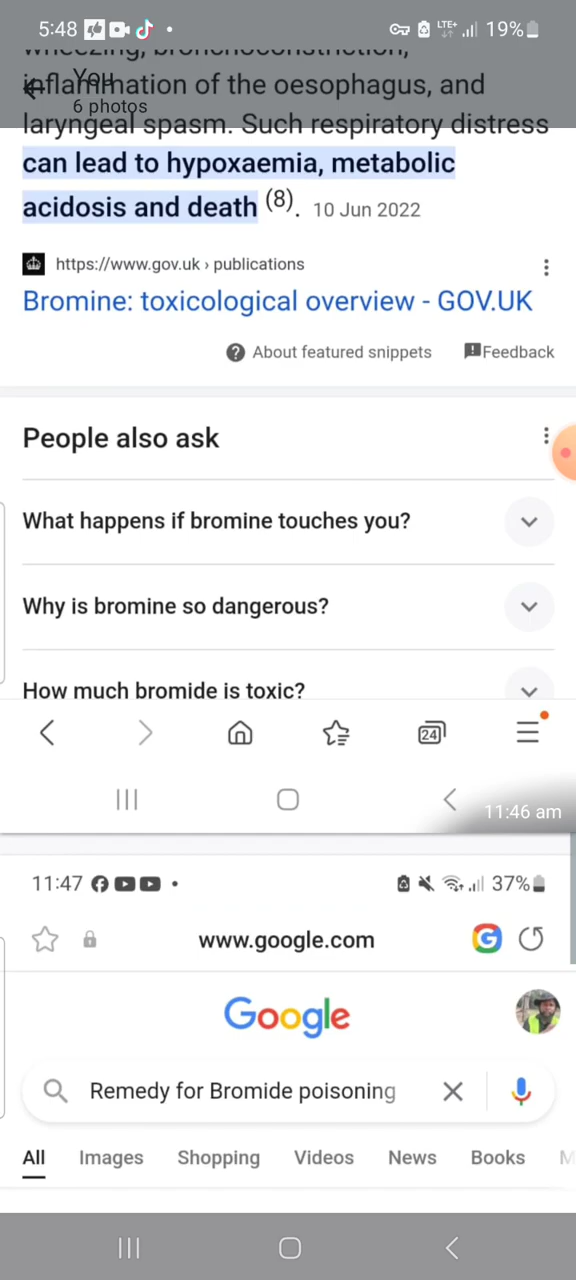 5:48
LTE+
19%
wheezing, bronchoconstriction,
You
inflammation of the oesophagus, and
6 photos
laryngeal spasm. Such respiratory distress
can lead to hypoxaemia, metabolic
acidosis and death (8). 10 Jun 2022
https://www.gov.uk › publications
Bromine: toxicological overview - GOV.UK
About featured snippets Feedback
People also ask
What happens if bromine touches you?
Why is bromine so dangerous?
How much bromide is toxic?
24
11:46 am
11:47 37%
www.google.com
Google
Remedy for Bromide poisoning
All Images Shopping Videos News Books M